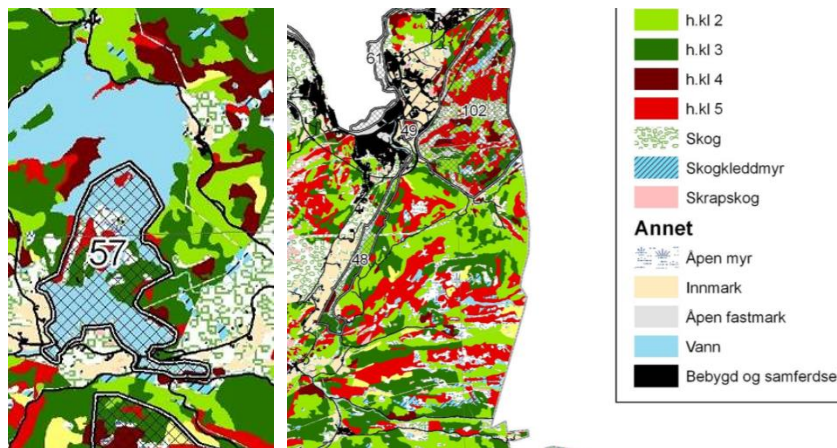 57
61
49
102
48
h.kl 2
h.kl 3
h.kl 4
h.kl 5
Skog
Skogkleddmyr
Skrapskog
Annet
Åpen myr
Innmark
Åpen fastmark
Vann
Bebygd og samferdse